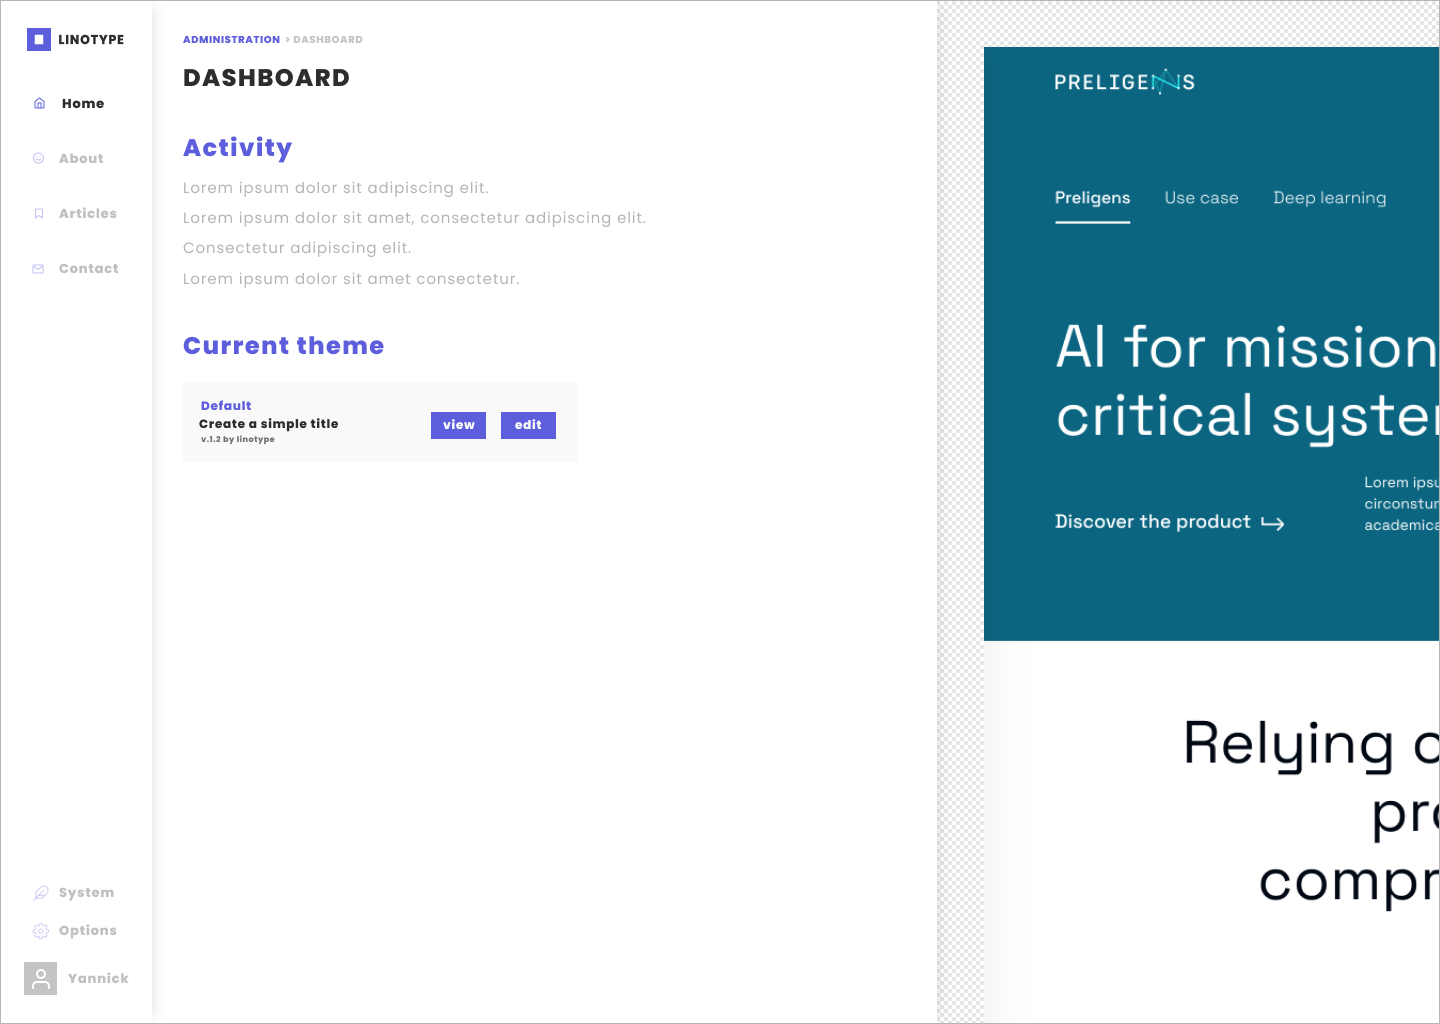 LINOTYPE
Home
About
Articles
Contact
System
Options
Yannick
ADMINISTRATION > DASHBOARD
DASHBOARD
Activity
Lorem ipsum dolor sit adipiscing elit.
Lorem ipsum dolor sit amet, consectetur adipiscing elit.
Consectetur adipiscing elit.
Lorem ipsum dolor sit amet consectetur.
Current theme
Default
Create a simple title
v.1.2 by linotype
view edit
PRELIGENS
Preligens Use case Deep learning
AI for mission
critical system
Discover the product
Lorem ipsu
circonstur
academica
Relying o
pro
compr